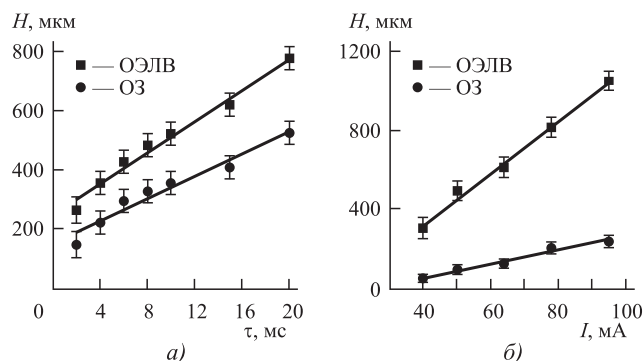 H, мкм
800
600
400
200
0
ОЭЛВ
ОЗ
4 8 12 16 20
τ, мс
а)
H, мкм
1200
800
400
0
ОЭЛВ
ОЗ
40 60 80 100
I, мА
б)